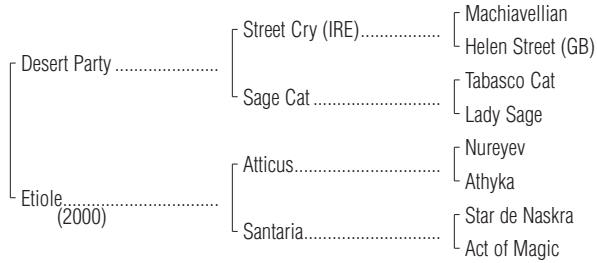 Machiavellian
Street Cry (IRE)..................
Helen Street (GB)
Desert Party .......................
Tabasco Cat
Sage Cat ............................
Lady Sage
Nureyev
Atticus................................
Athyka
Etiole..................................
(2000)
Star de Naskra
Santaria..............................
Act of Magic